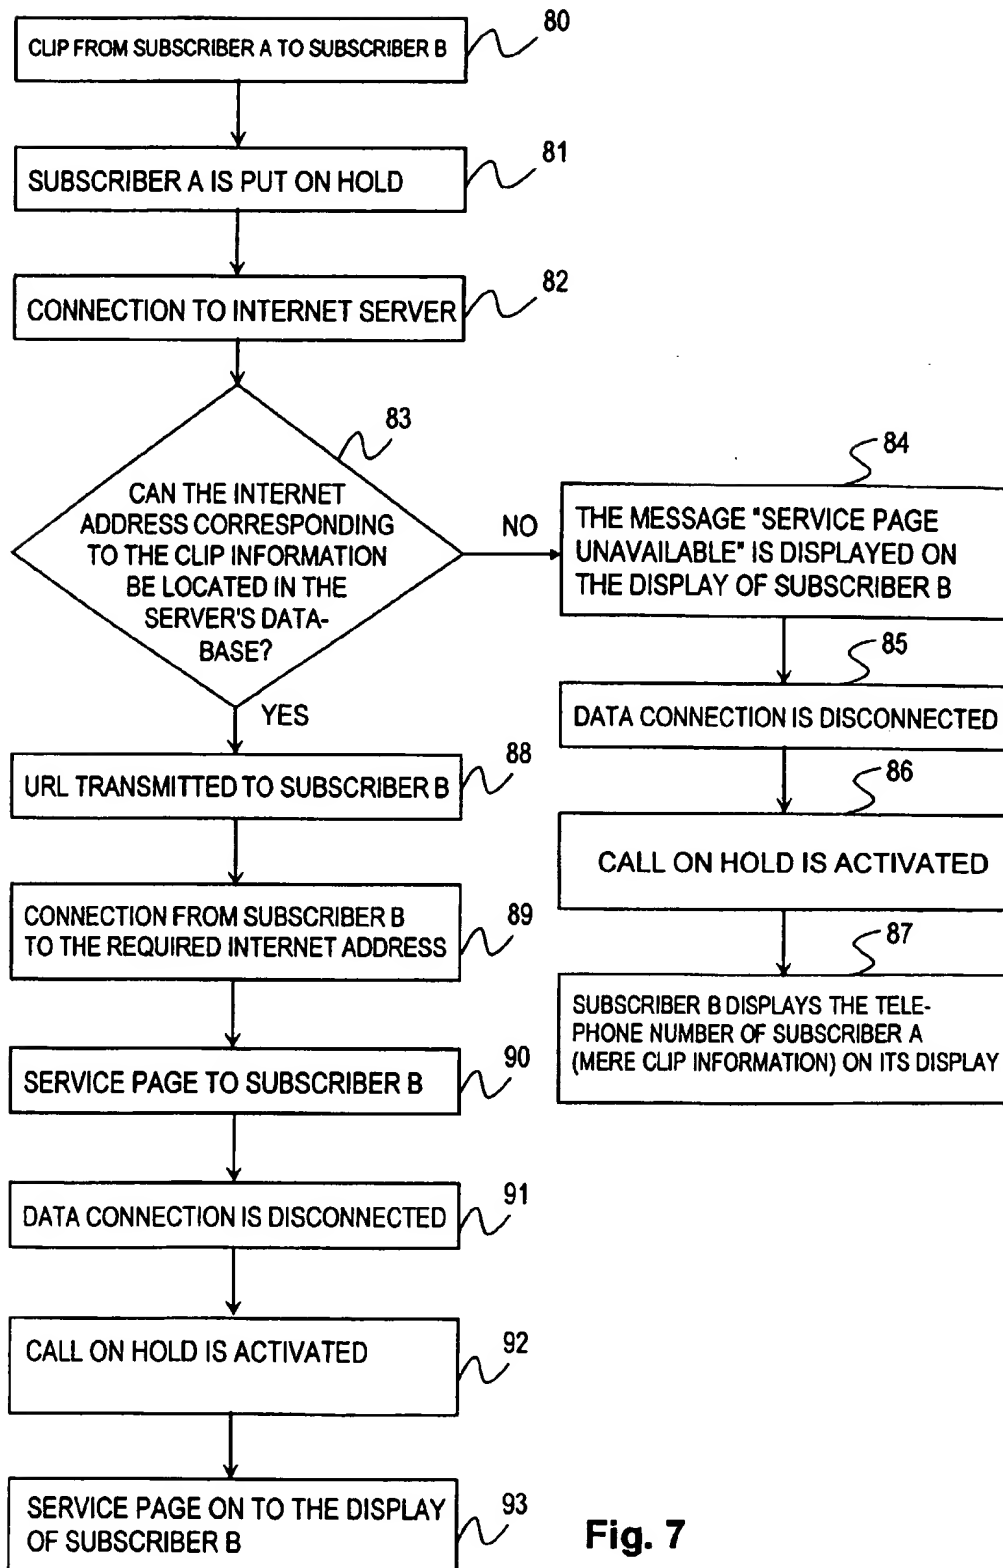 80
CLIP FROM SUBSCRIBER A TO SUBSCRIBER B
81
SUBSCRIBER A IS PUT ON HOLD
82
CONNECTION TO INTERNET SERVER
83
CAN THE INTERNET
ADDRESS CORRESPONDING
TO THE CLIP INFORMATION
BE LOCATED IN THE
SERVER'S DATA-
BASE?
NO
YES
84
THE MESSAGE "SERVICE PAGE
UNAVAILABLE" IS DISPLAYED ON
THE DISPLAY OF SUBSCRIBER B
85
DATA CONNECTION IS DISCONNECTED
86
CALL ON HOLD IS ACTIVATED
87
SUBSCRIBER B DISPLAYS THE TELE-
PHONE NUMBER OF SUBSCRIBER A
(MERE CLIP INFORMATION) ON ITS DISPLAY
88
URL TRANSMITTED TO SUBSCRIBER B
89
CONNECTION FROM SUBSCRIBER B
TO THE REQUIRED INTERNET ADDRESS
90
SERVICE PAGE TO SUBSCRIBER B
91
DATA CONNECTION IS DISCONNECTED
92
CALL ON HOLD IS ACTIVATED
93
SERVICE PAGE ON TO THE DISPLAY
OF SUBSCRIBER B
Fig. 7